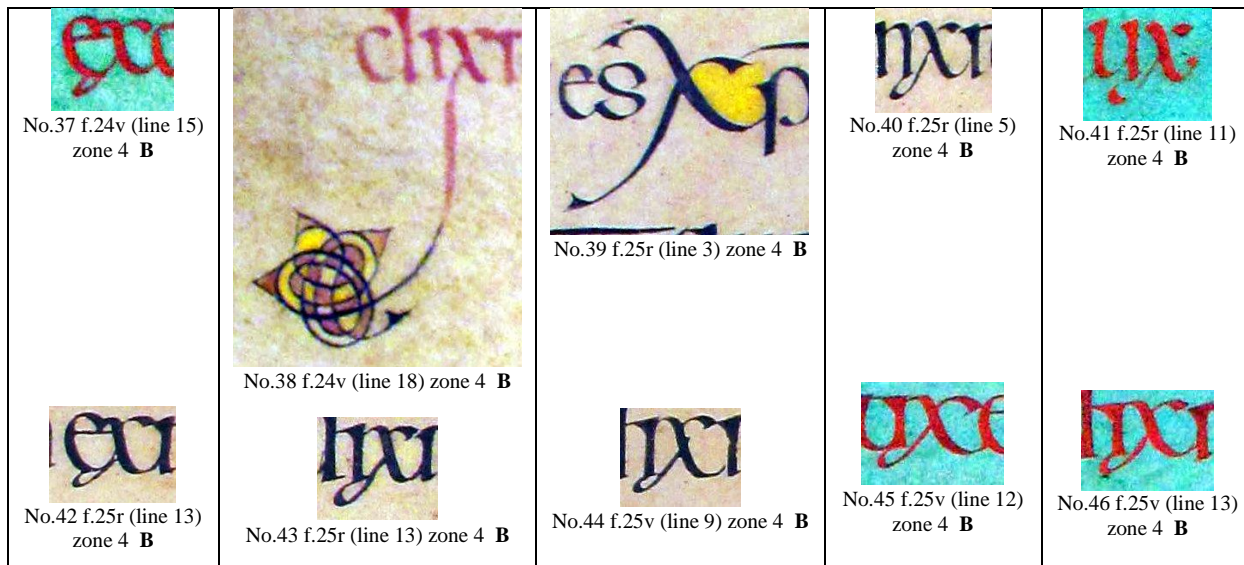 exc
No.37 f.24v (line 15)
zone 4 B
No.38 f.24v (line 18) zone 4 B
es x p
No.39 f.25r (line 3) zone 4 B
No.40 f.25r (line 5)
zone 4 B
No.41 f.25r (line 11)
zone 4 B
No.42 f.25r (line 13)
zone 4 B
No.43 f.25r (line 13) zone 4 B
No.44 f.25v (line 9) zone 4 B
No.45 f.25v (line 12)
zone 4 B
No.46 f.25v (line 13)
zone 4 B